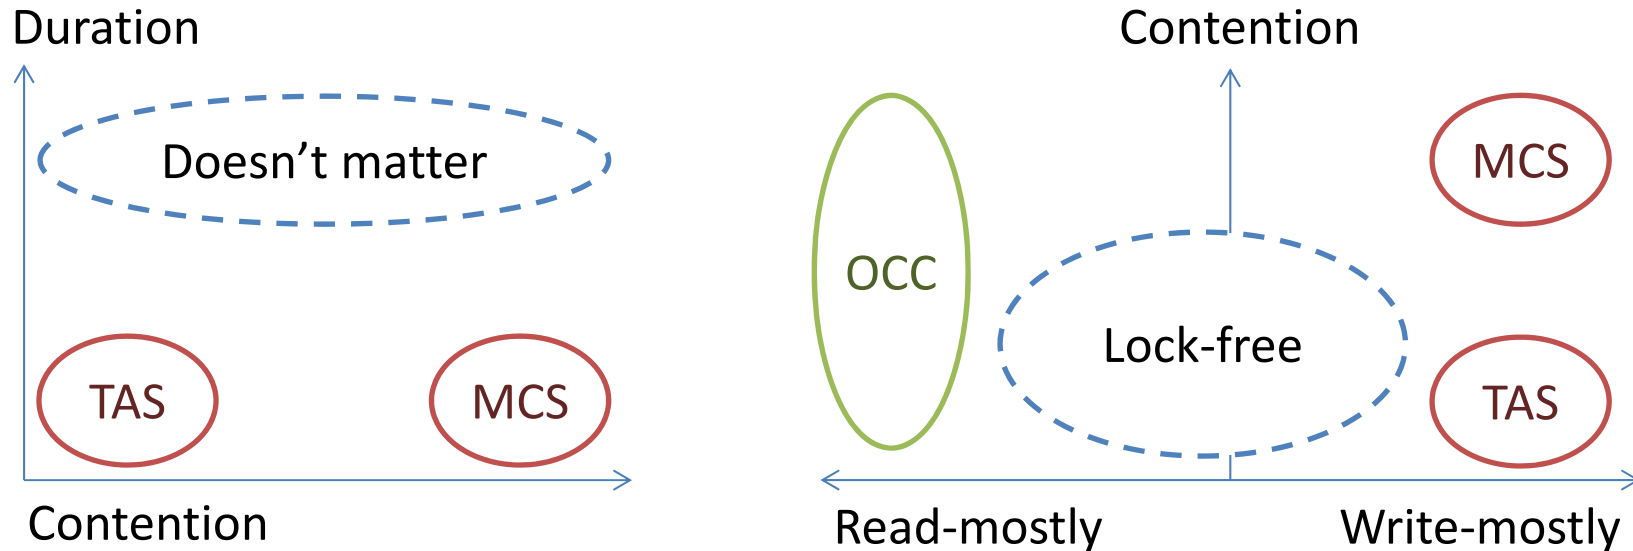 Duration
Doesn’t matter
TAS
MCS
Contention
Contention
OCC
Lock-free
MCS
TAS
Read-mostly
Write-mostly